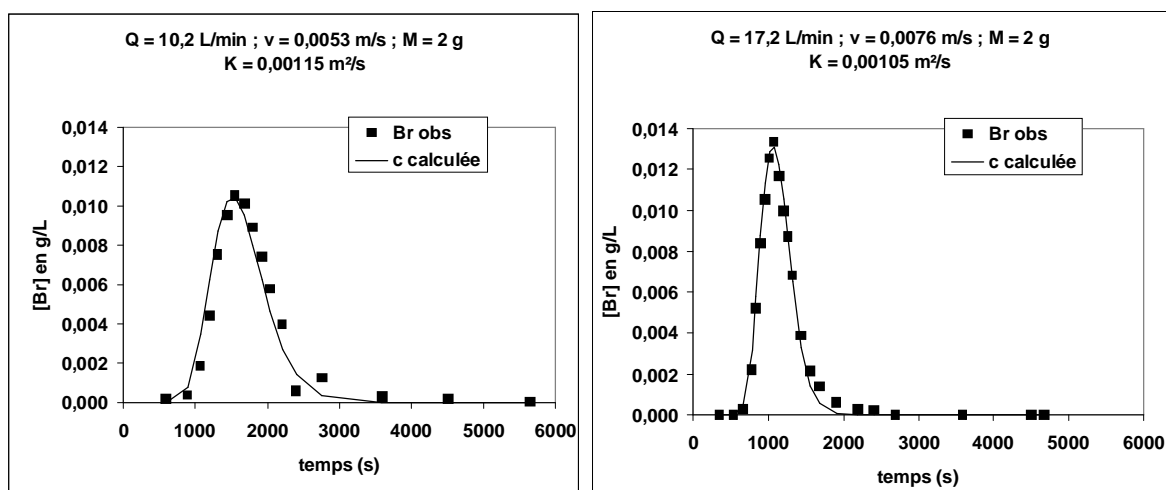 Q = 10,2 L/min ; v = 0,0053 m/s ; M = 2 g
K = 0,00115 m²/s
Br obs
c calculée
0,014
0,012
0,010
0,008
0,006
0,004
0,002
0,000
[Br] en g/L
0 1000 2000 3000 4000 5000 6000
temps (s)
Q = 17,2 L/min ; v = 0,0076 m/s ; M = 2 g
K = 0,00105 m²/s
Br obs
c calculée
0,014
0,012
0,010
0,008
0,006
0,004
0,002
0,000
[Br] en g/L
0 1000 2000 3000 4000 5000 6000
temps (s)